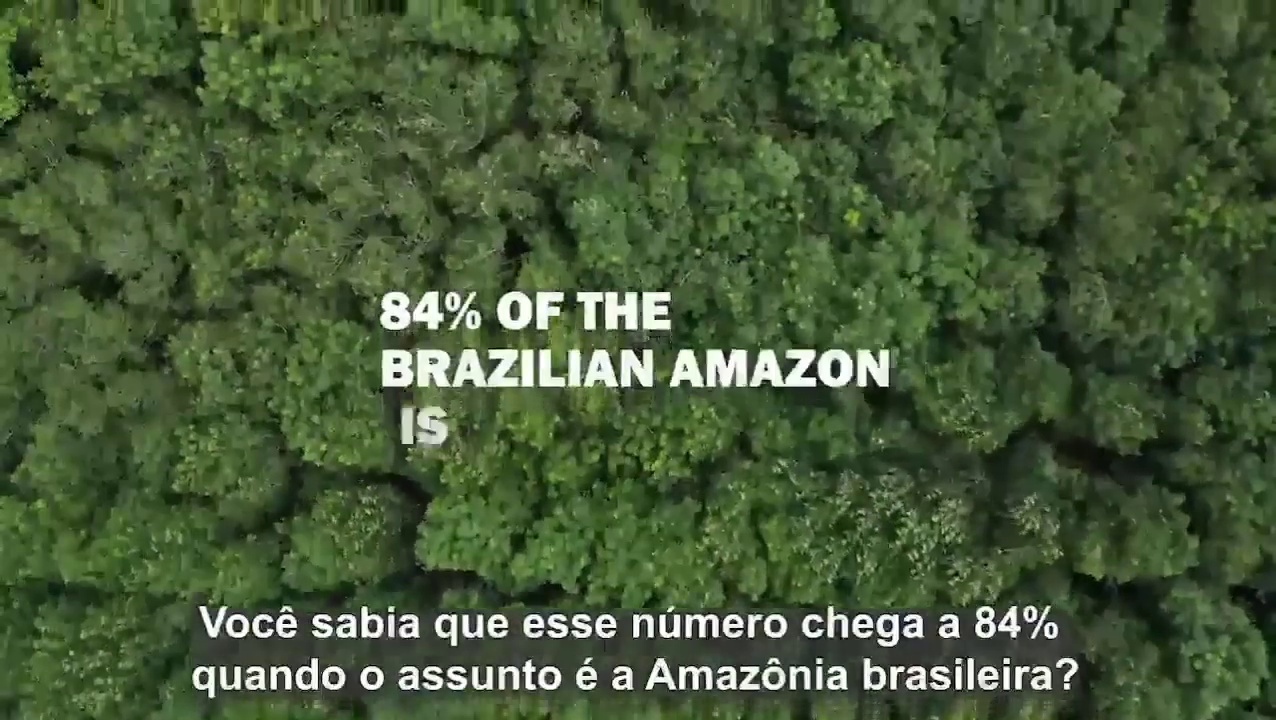 84% OF THE
BRAZILIAN AMAZON
IS
Você sabia que esse número chega a 84%
quando o assunto é a Amazônia brasileira?